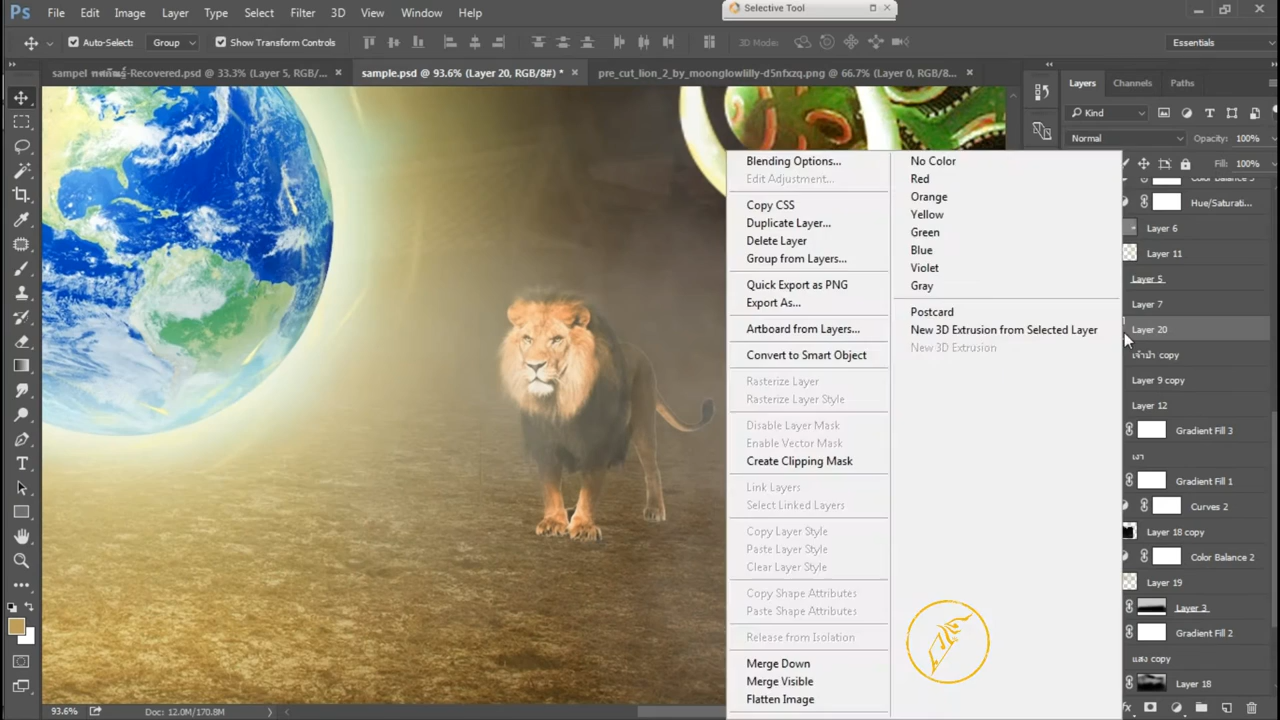 Selective Tool
Ps File Edit Image Layer Type Select Filter 3D View Window Help
Auto-Select: Group Show Transform Controls 3D Mode: Essentials
sampel ทศกัณฐ์-Recovered.psd @ 33.3% (Layer 5, RGB/...
sample.psd @ 93.6% (Layer 20, RGB/8#) *
pre_cut_lion_2_by_moonglowlilly-d5nfxzq.png @ 66.7% (Layer 0, RGB/8...
Layers Channels Paths
Kind
Normal Opacity: 100%
Fill: 100%
Hue/Saturati...
Layer 6
Layer 11
Layer 5
Layer 7
Layer 20
เจ้าป่า copy
Layer 9 copy
Layer 12
Gradient Fill 3
เงา
Gradient Fill 1
Curves 2
Layer 18 copy
Color Balance 2
Layer 19
Layer 3
Gradient Fill 2
แสง copy
Layer 18
Blending Options...
Edit Adjustment...
Copy CSS
Duplicate Layer...
Delete Layer
Group from Layers...
Quick Export as PNG
Export As...
Artboard from Layers...
Convert to Smart Object
Rasterize Layer
Rasterize Layer Style
Disable Layer Mask
Enable Vector Mask
Create Clipping Mask
Link Layers
Select Linked Layers
Copy Layer Style
Paste Layer Style
Clear Layer Style
Copy Shape Attributes
Paste Shape Attributes
Release from Isolation
Merge Down
Merge Visible
Flatten Image
No Color
Red
Orange
Yellow
Green
Blue
Violet
Gray
Postcard
New 3D Extrusion from Selected Layer
New 3D Extrusion
93.6% Doc: 12.0M/170.8M